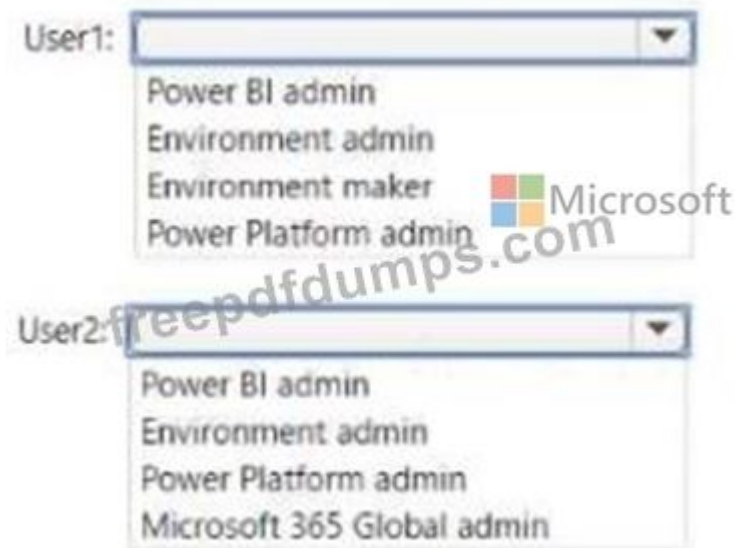 User1:
Power BI admin
Environment admin
Environment maker
Power Platform admin
Microsoft
freepdfdumps.com
User2:
Power BI admin
Environment admin
Power Platform admin
Microsoft 365 Global admin